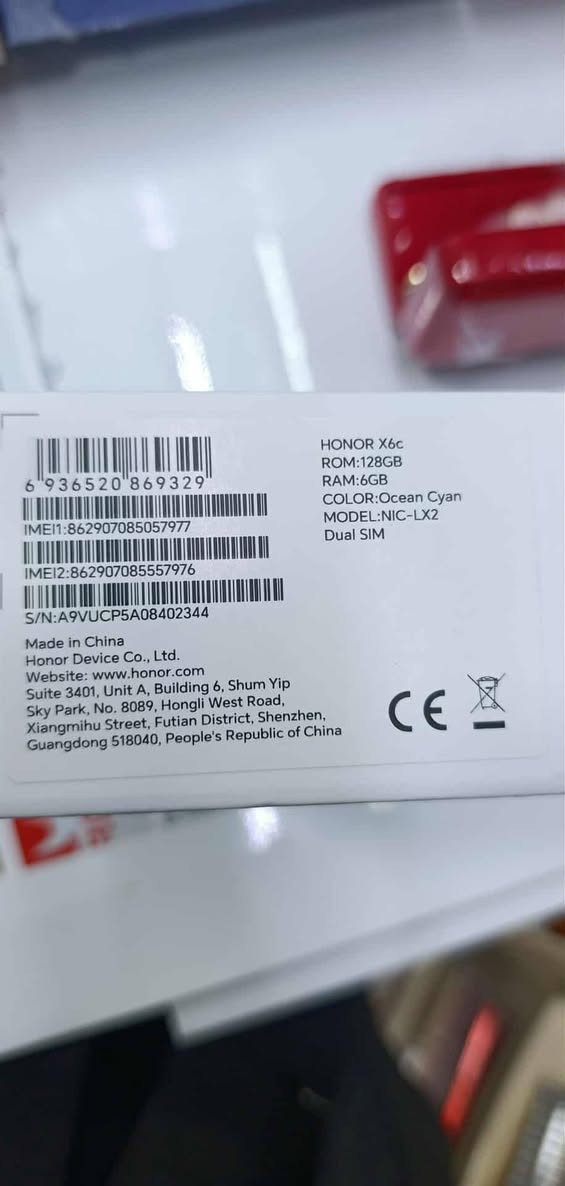 6 936520 869329
IMEI1:862907085057977
IMEI2:862907085557976
S/N:A9VUCP5A08402344
Made in China
Honor Device Co., Ltd.
Website: www.honor.com
Suite 3401, Unit A, Building 6, Shum Yip
Sky Park, No. 8089, Hongli West Road,
Xiangmihu Street, Futian District, Shenzhen,
Guangdong 518040, People's Republic of China
HONOR X6c
ROM:128GB
RAM:6GB
COLOR:Ocean Cyan
MODEL:NIC-LX2
Dual SIM
CE